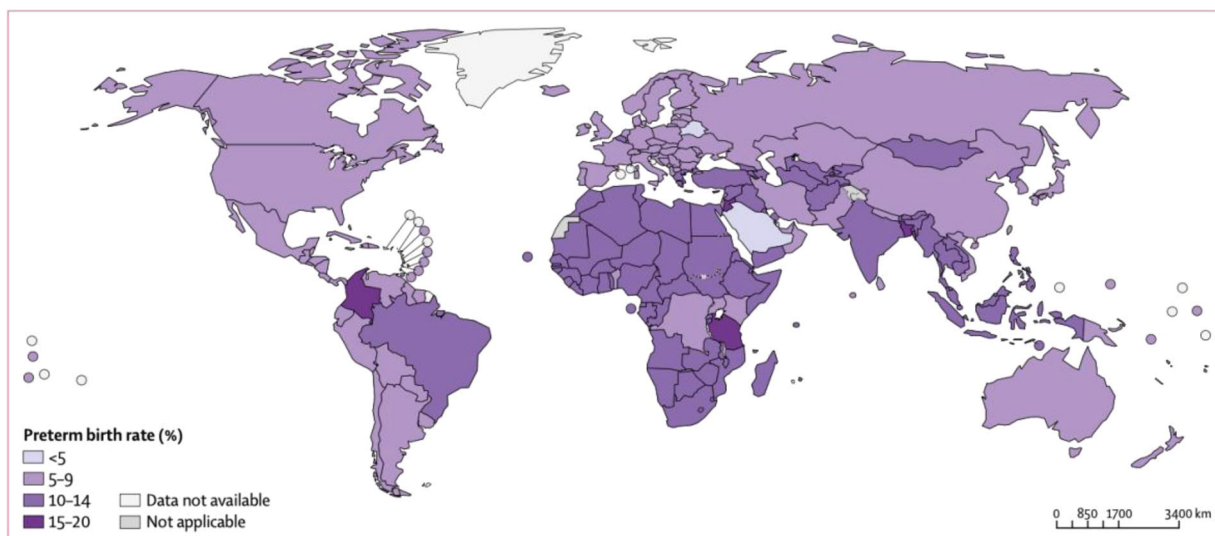 Preterm birth rate (%)
<5
5–9
10–14
15–20
Data not available
Not applicable
0 850 1700 3400 km